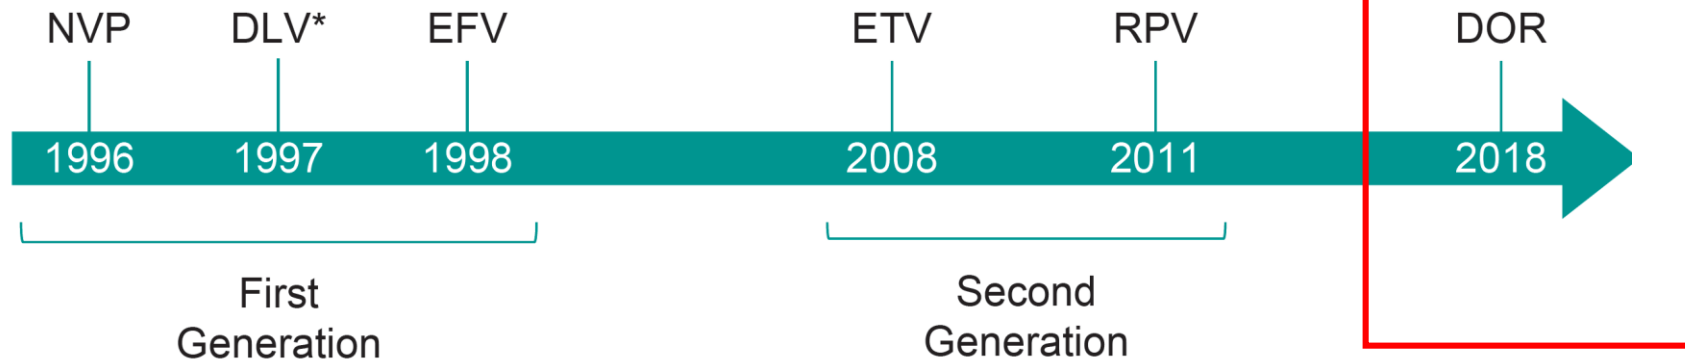 NVP DLV* EFV ETV RPV DOR
1996 1997 1998 2008 2011 2018
First
Generation
Second
Generation